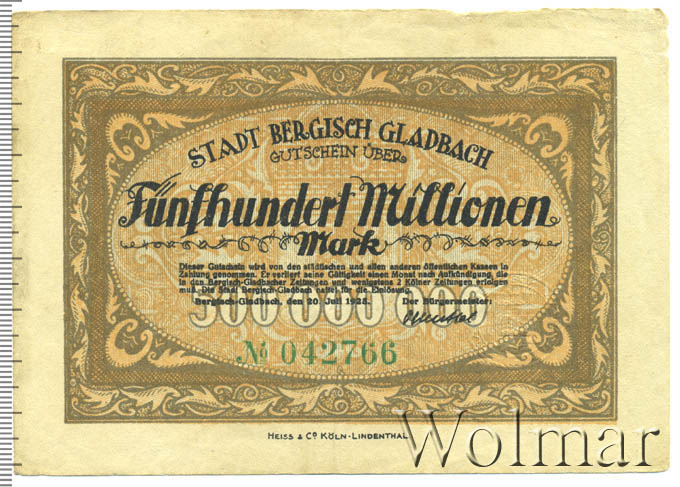 STADT BERGISCH GLADBACH
GUTSCHEIN ÜBER
Fünfhundert Millionen
Mark
Dieser Gutschein wird von den städtischen und allen anderen öffentlichen Kassen in
Zahlung genommen. Er verliert seine Gültigkeit einen Monat nach Aufkündigung, die
in den Bergisch-Gladbacher Zeitungen und wenigstens 2 Kölner Zeitungen erfolgen
muß. Die Stadt Bergisch-Gladbach haftet für die Einlösung.
Bergisch-Gladbach, den 20. Juli 1923. Der Bürgermeister:
500 000 000
№ 042766
HEISS & Cº KÖLN-LINDENTHAL
Wolmar